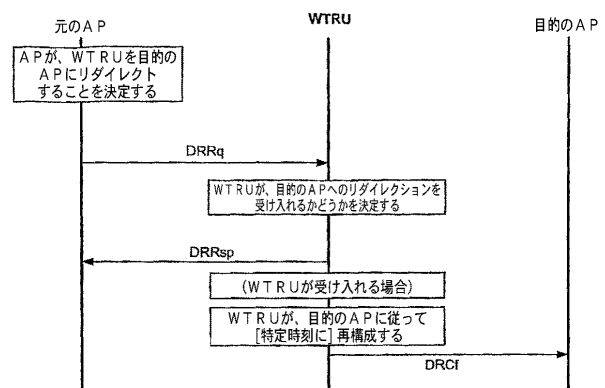 元のＡＰ
WTRU
目的のＡＰ
ＡＰが、ＷＴＲＵを目的の
ＡＰにリダイレクト
することを決定する
DRRq
ＷＴＲＵが、目的のＡＰへのリダイレクションを
受け入れるかどうかを決定する
DRRsp
(ＷＴＲＵが受け入れる場合)
ＷＴＲＵが、目的のＡＰに従って
[特定時刻に]再構成する
DRCf